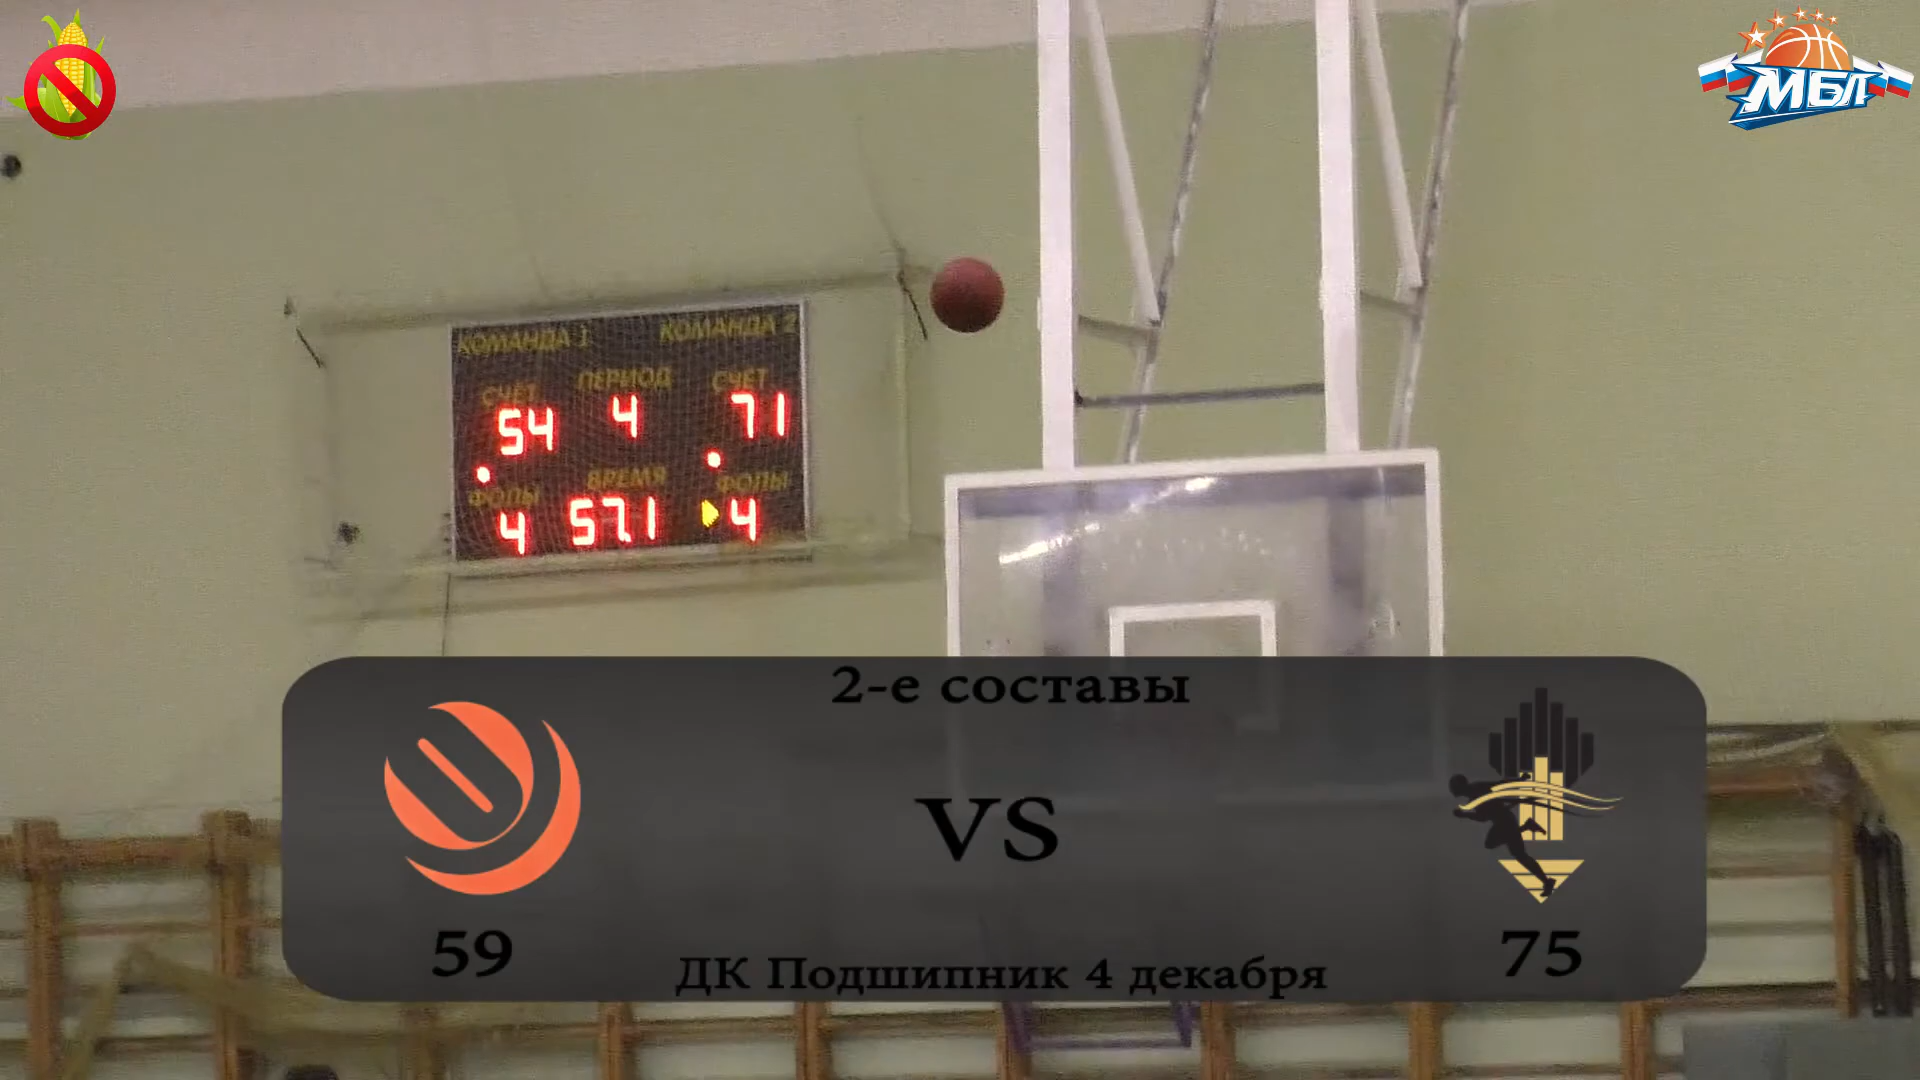 МБЛ
КОМАНДА 1 КОМАНДА 2
СЧЁТ ПЕРИОД СЧЕТ
54 4 71
ФОЛЫ ВРЕМЯ ФОЛЫ
4 57.1 4
2-е составы
VS
59 75
ДК Подшипник 4 декабря